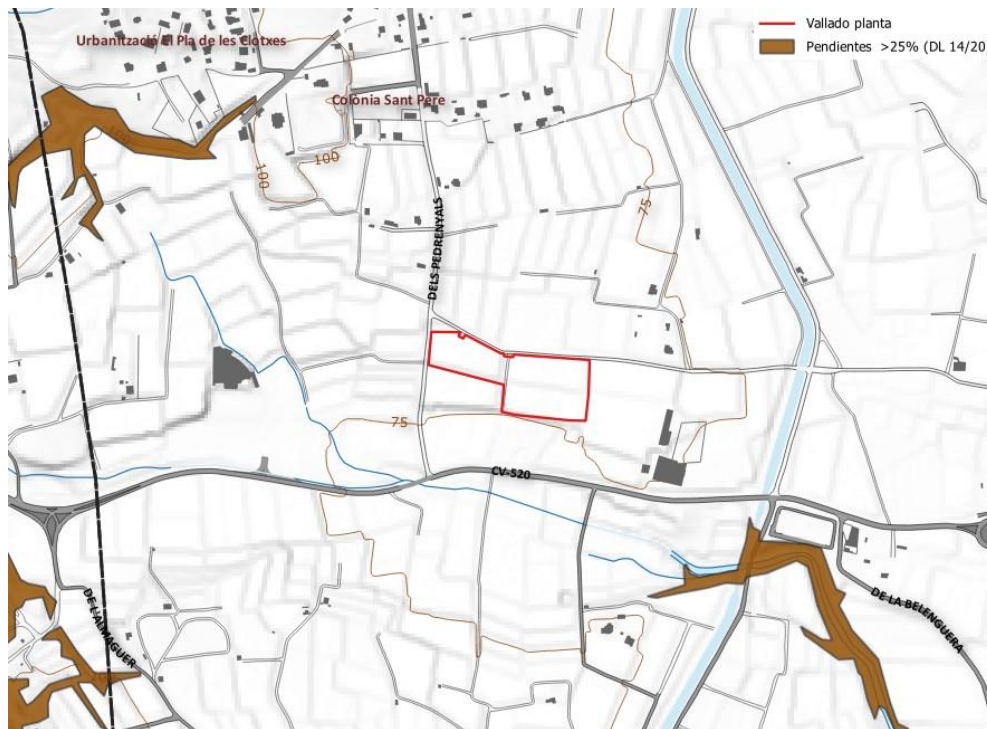 Vallado planta
Pendientes >25% (DL 14/20
Urbanització El Pla de les Clotxes
Colònia Sant Pere
100
100
75
DELS PEDRENYALS
75
CV-520
DE L'ALMAGUER
DE LA BELENGUERA